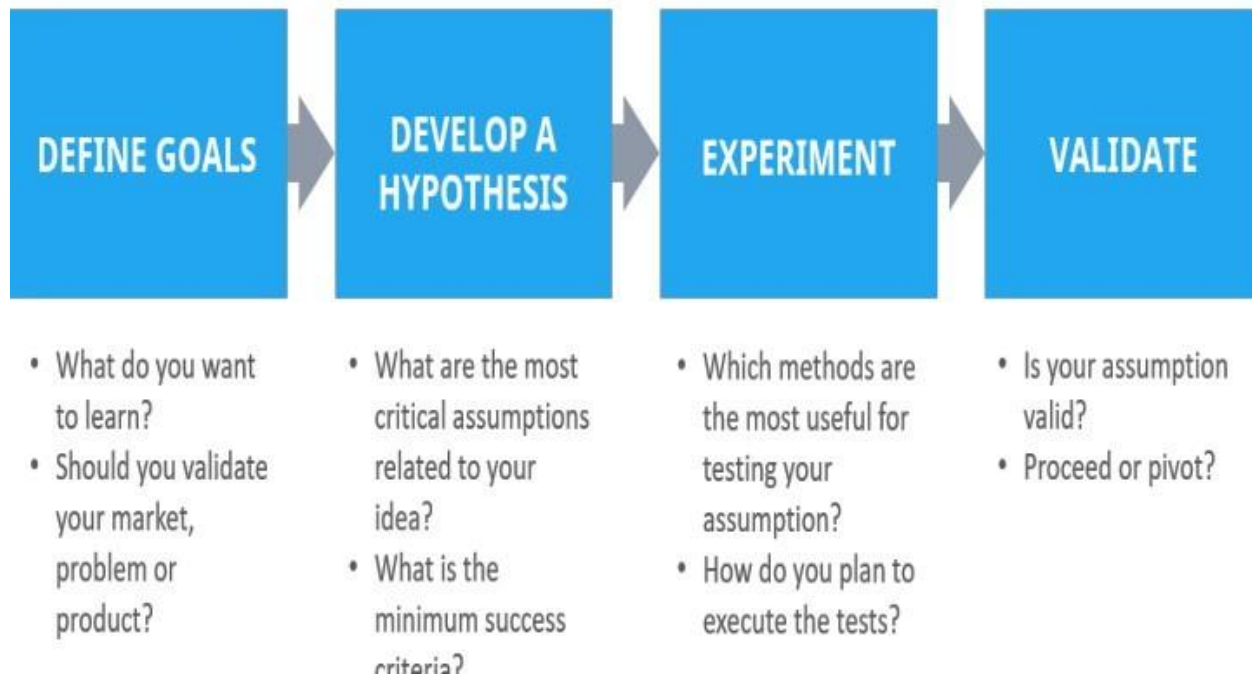 DEFINE GOALS
DEVELOP A
HYPOTHESIS
EXPERIMENT
VALIDATE
• What do you want
to learn?
• Should you validate
your market,
problem or
product?
• What are the most
critical assumptions
related to your
idea?
• What is the
minimum success
criteria?
• Which methods are
the most useful for
testing your
assumption?
• How do you plan to
execute the tests?
• Is your assumption
valid?
• Proceed or pivot?